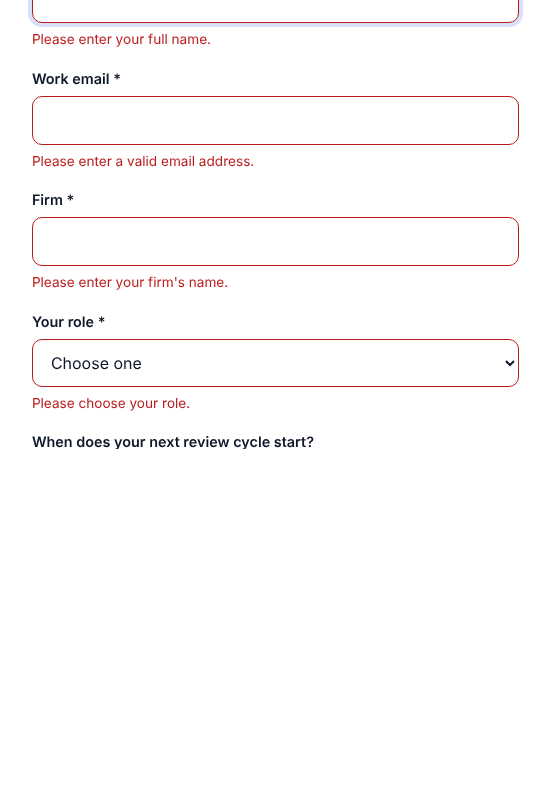 Please enter your full name.
Work email *
Please enter a valid email address.
Firm *
Please enter your firm's name.
Your role *
Choose one
Please choose your role.
When does your next review cycle start?